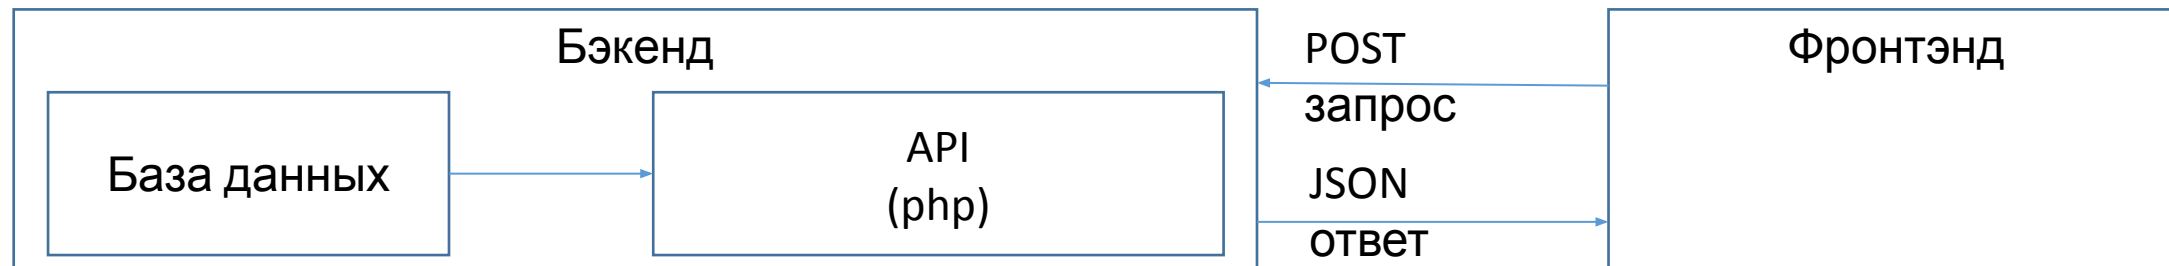 Бэкенд
База данных
API
(php)
POST
запрос
JSON
ответ
Фронтэнд